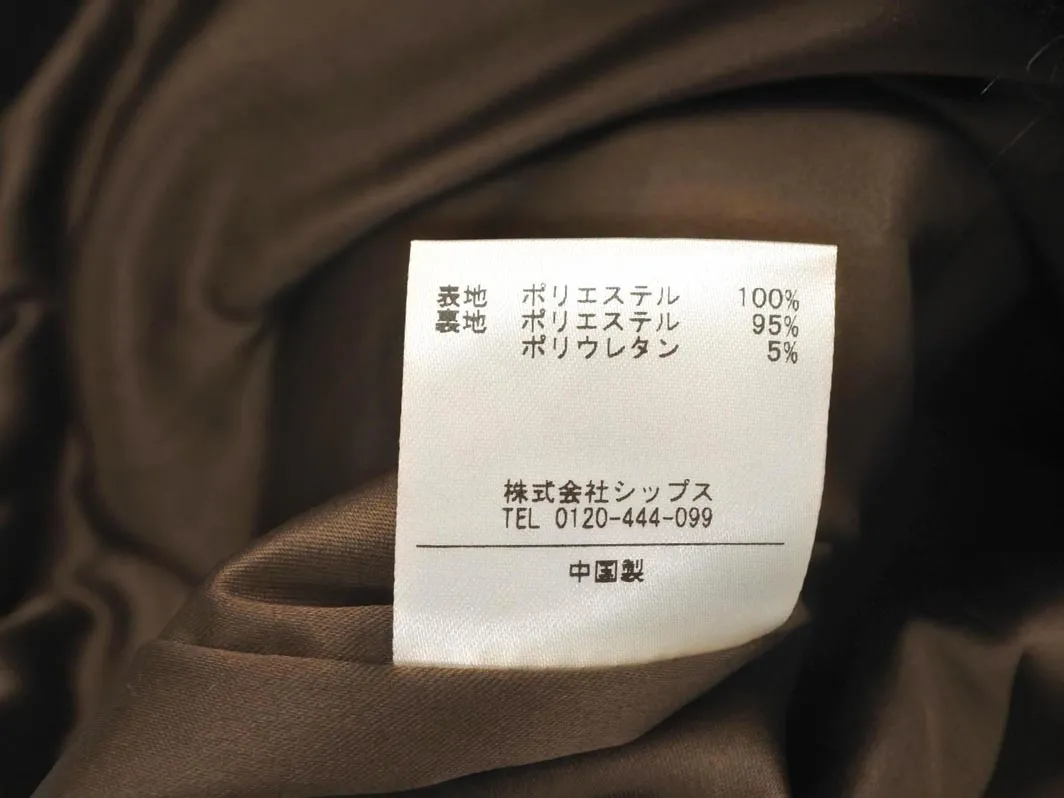 表地 ポリエステル 100%
裏地 ポリエステル 95%
ポリウレタン 5%
株式会社シップス
TEL 0120-444-099
中国製